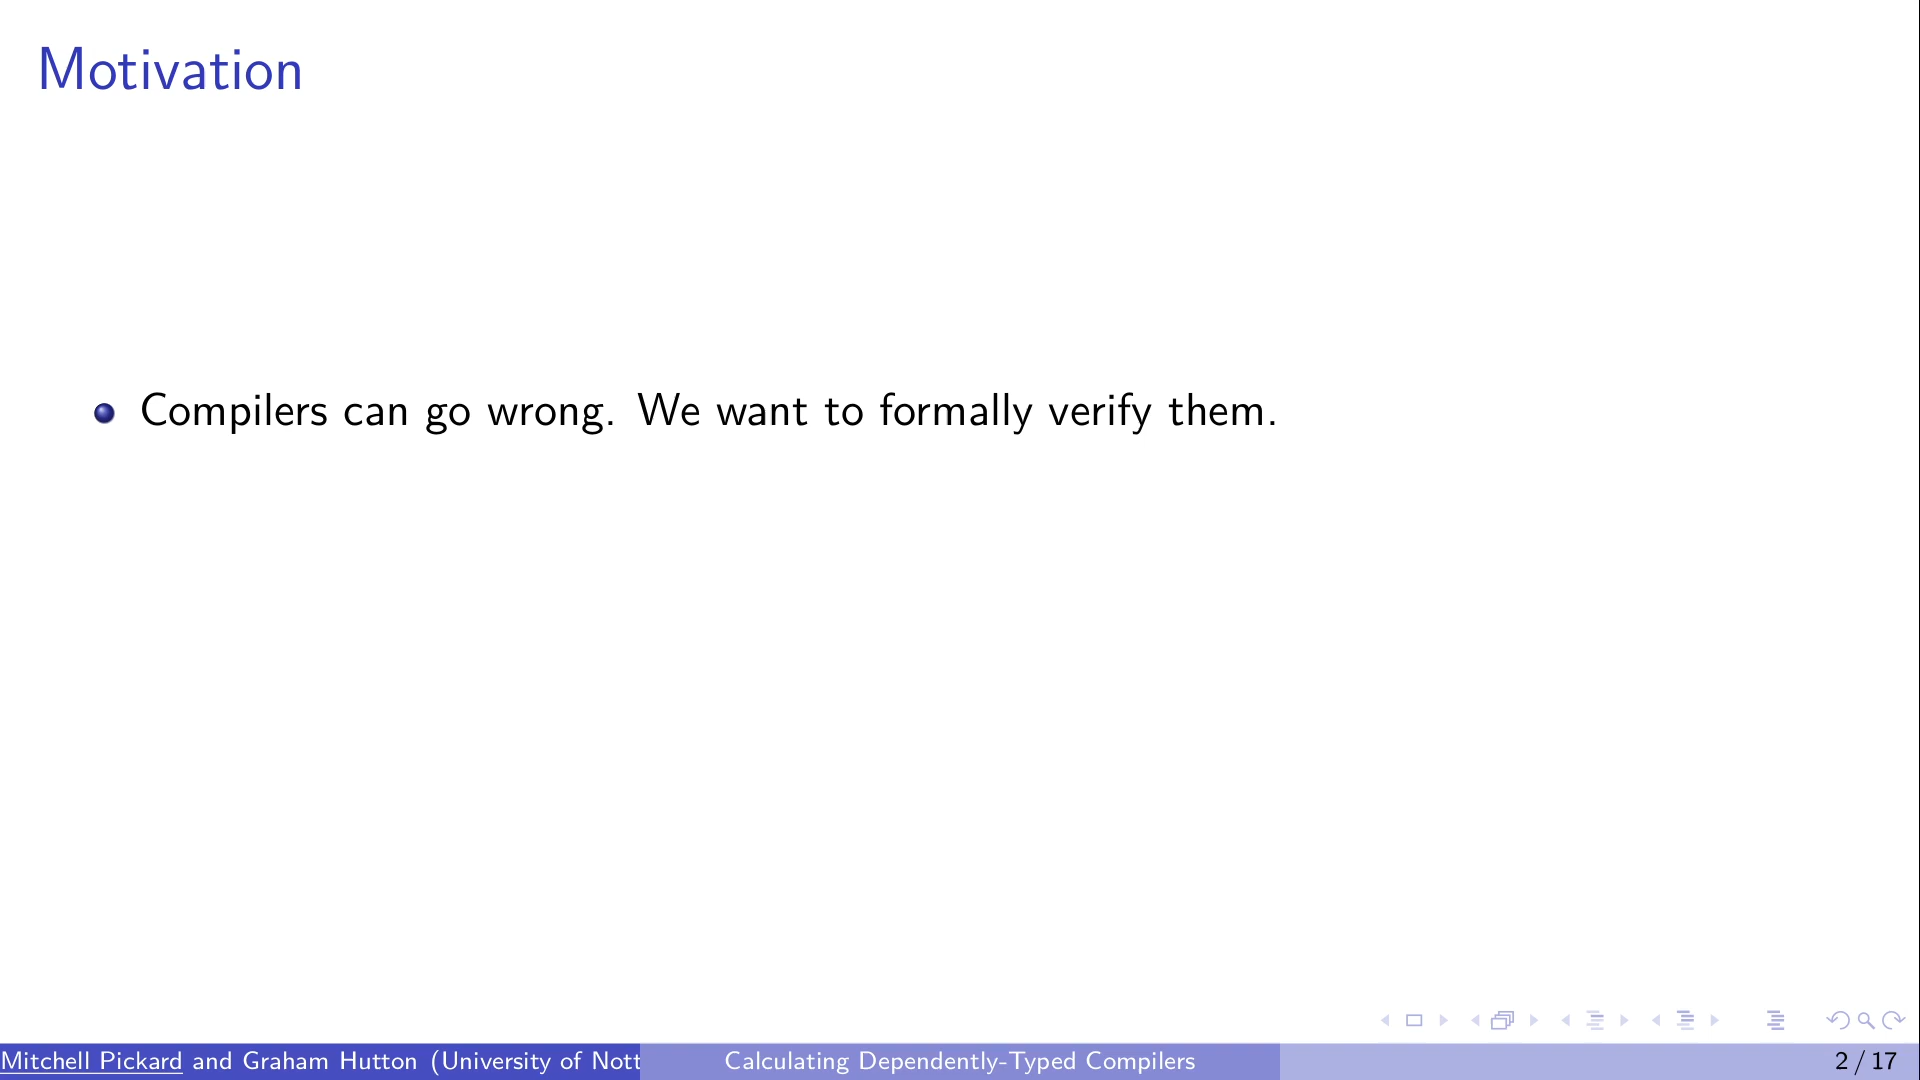 Motivation
Compilers can go wrong. We want to formally verify them.
Mitchell Pickard and Graham Hutton (University of Nott
Calculating Dependently-Typed Compilers
2 / 17